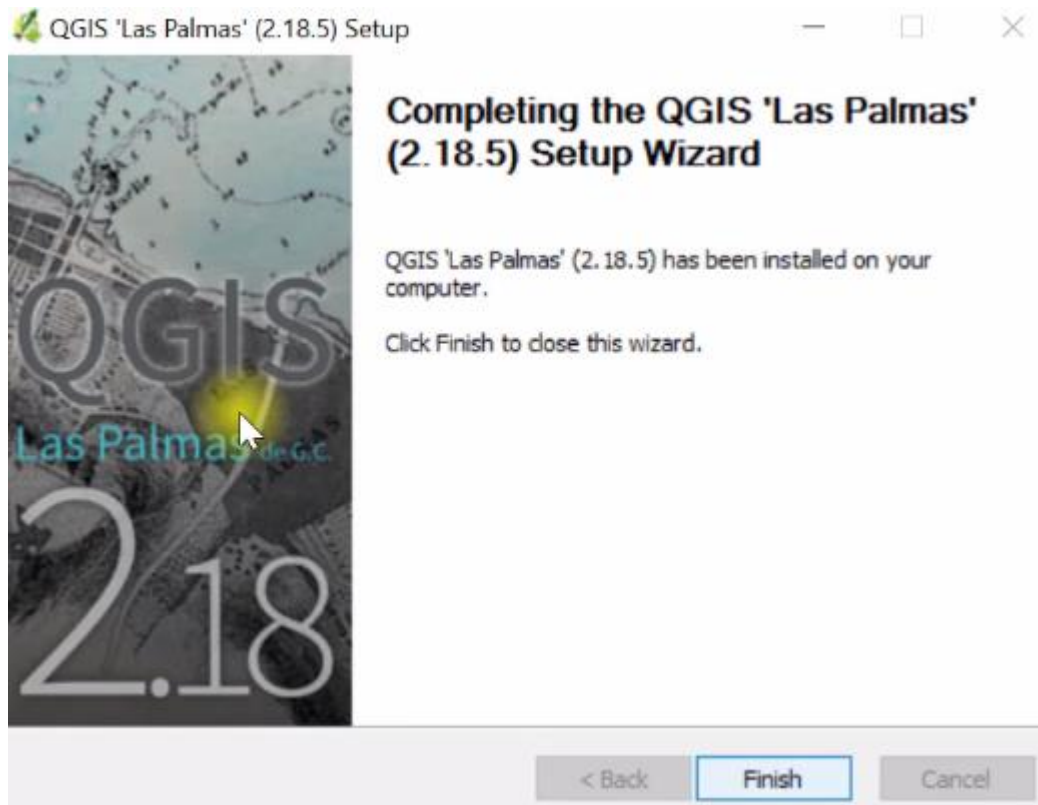 QGIS 'Las Palmas' (2.18.5) Setup
Completing the QGIS 'Las Palmas'
(2.18.5) Setup Wizard
QGIS 'Las Palmas' (2.18.5) has been installed on your
computer.
Click Finish to close this wizard.
QGIS
Las Palmas de G.C.
2.18
< Back
Finish
Cancel